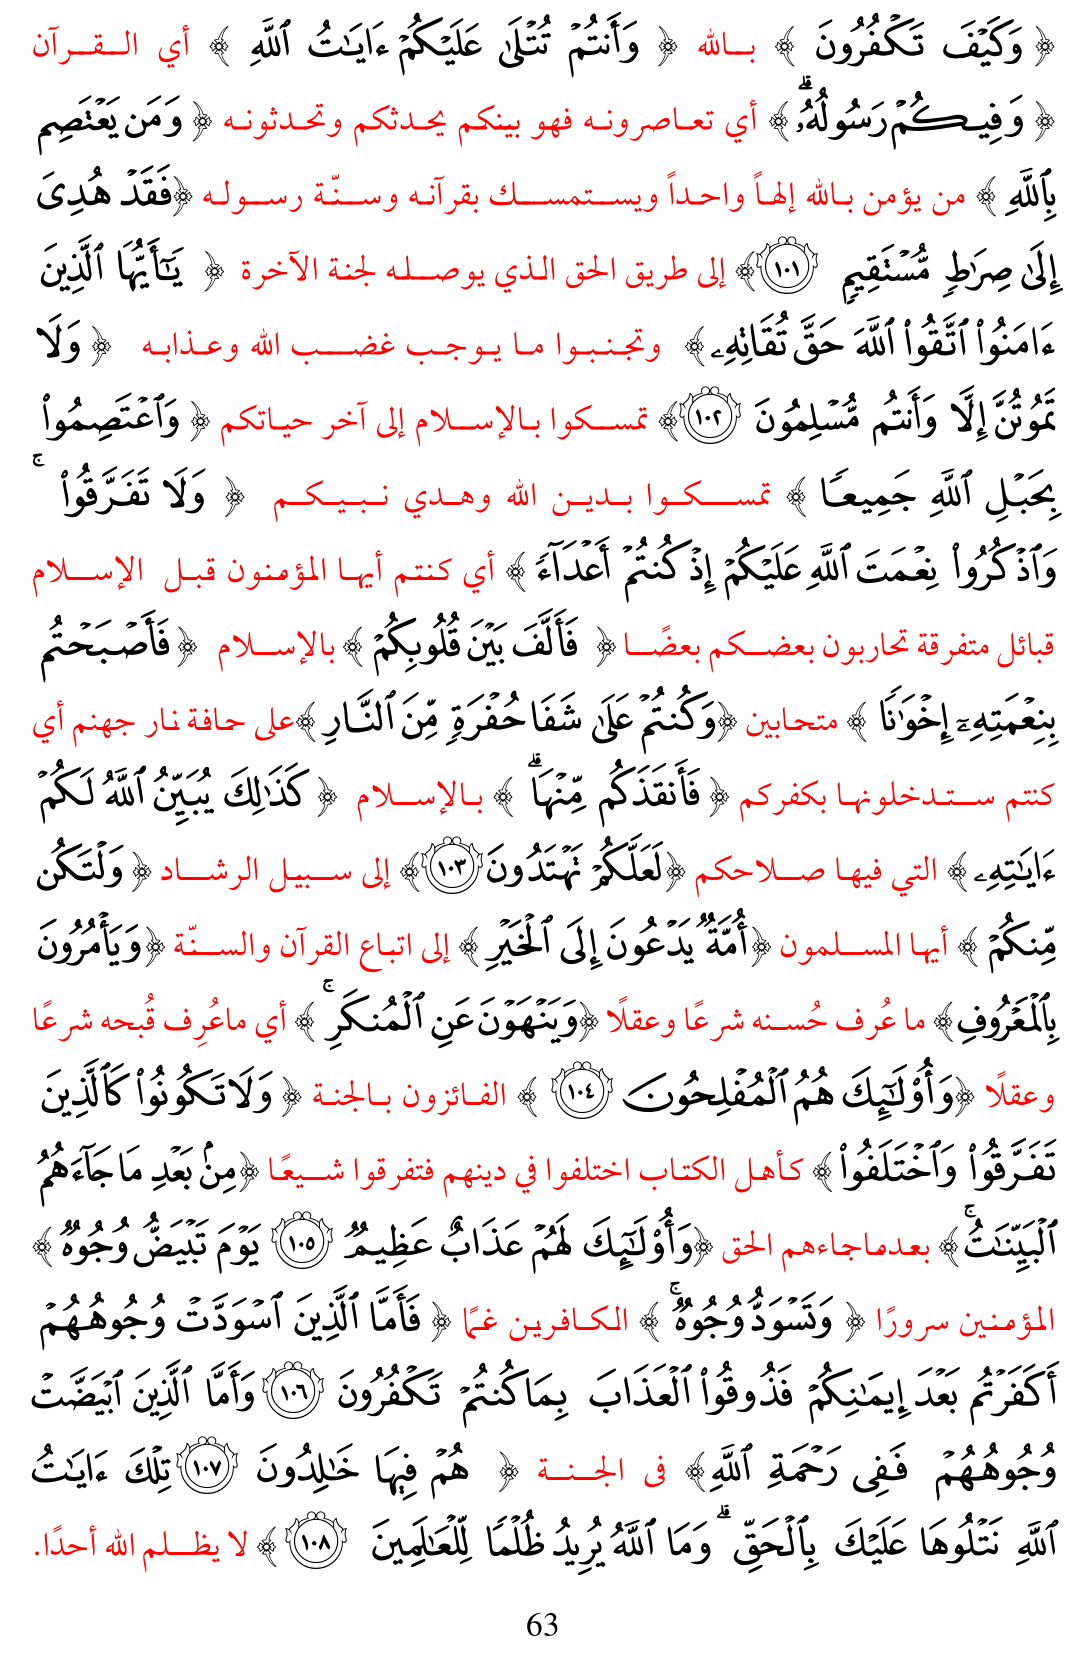 ﴿ وَكَيْفَ تَكْفُرُونَ ﴾ بالله ﴿ وَأَنتُمْ تُتْلَىٰ عَلَيْكُمْ ءَايَٰتُ ٱللَّهِ ﴾ أي القرآن
﴿ وَفِيكُمْ رَسُولُهُۥۗ ﴾ أي تعاصرونه فهو بينكم يحدثكم وتحدثونه ﴿ وَمَن يَعْتَصِم
بِٱللَّهِ ﴾ من يؤمن بالله إلهاً واحداً ويستمسك بقرآنه وسنّة رسوله ﴿فَقَدْ هُدِىَ
إِلَىٰ صِرَٰطٍ مُّسْتَقِيمٍ ١٠١﴾ إلى طريق الحق الذي يوصله لجنة الآخرة ﴿ يَٰٓأَيُّهَا ٱلَّذِينَ
ءَامَنُوا۟ ٱتَّقُوا۟ ٱللَّهَ حَقَّ تُقَاتِهِۦ﴾ وتجنبوا ما يوجب غضب الله وعذابه ﴿ وَلَا
تَمُوتُنَّ إِلَّا وَأَنتُم مُّسْلِمُونَ ١٠٢﴾ تمسكوا بالإسلام إلى آخر حياتكم ﴿ وَٱعْتَصِمُوا۟
بِحَبْلِ ٱللَّهِ جَمِيعًا ﴾ تمسكوا بدين الله وهدي نبيكم ﴿ وَلَا تَفَرَّقُوا۟ ۚ
وَٱذْكُرُوا۟ نِعْمَتَ ٱللَّهِ عَلَيْكُمْ إِذْ كُنتُمْ أَعْدَآءً ﴾ أي كنتم أيها المؤمنون قبل الإسلام
قبائل متفرقة تحاربون بعضكم بعضًا ﴿ فَأَلَّفَ بَيْنَ قُلُوبِكُمْ ﴾ بالإسلام ﴿ فَأَصْبَحْتُم
بِنِعْمَتِهِۦٓ إِخْوَٰنًا ﴾ متحابين ﴿وَكُنتُمْ عَلَىٰ شَفَا حُفْرَةٍ مِّنَ ٱلنَّارِ ﴾على حافة نار جهنم أي
كنتم ستدخلونها بكفركم ﴿ فَأَنقَذَكُم مِّنْهَاۗ ﴾ بالإسلام ﴿ كَذَٰلِكَ يُبَيِّنُ ٱللَّهُ لَكُمْ
ءَايَٰتِهِۦ﴾ التي فيها صلاحكم ﴿لَعَلَّكُمْ تَهْتَدُونَ ١٠٣﴾ إلى سبيل الرشاد ﴿ وَلْتَكُن
مِّنكُمْ ﴾ أيها المسلمون ﴿أُمَّةٌ يَدْعُونَ إِلَى ٱلْخَيْرِ ﴾ إلى اتباع القرآن والسنّة ﴿وَيَأْمُرُونَ
بِٱلْمَعْرُوفِ﴾ ما عُرف حُسنه شرعًا وعقلًا ﴿وَيَنْهَوْنَ عَنِ ٱلْمُنكَرِ ۚ﴾ أي ماعُرِف قُبحه شرعًا
وعقلًا ﴿وَأُو۟لَٰٓئِكَ هُمُ ٱلْمُفْلِحُونَ ١٠٤ ﴾ الفائزون بالجنة ﴿ وَلَا تَكُونُوا۟ كَٱلَّذِينَ
تَفَرَّقُوا۟ وَٱخْتَلَفُوا۟ ﴾ كأهل الكتاب اختلفوا في دينهم فتفرقوا شيعًا ﴿مِنۢ بَعْدِ مَا جَآءَهُمُ
ٱلْبَيِّنَٰتُ ۚ﴾ بعدماجاءهم الحق ﴿وَأُو۟لَٰٓئِكَ لَهُمْ عَذَابٌ عَظِيمٌ ١٠٥ يَوْمَ تَبْيَضُّ وُجُوهٌ ﴾
المؤمنين سرورًا ﴿ وَتَسْوَدُّ وُجُوهٌ ۚ ﴾ الكافرين غمًا ﴿ فَأَمَّا ٱلَّذِينَ ٱسْوَدَّتْ وُجُوهُهُمْ
أَكَفَرْتُم بَعْدَ إِيمَٰنِكُمْ فَذُوقُوا۟ ٱلْعَذَابَ بِمَا كُنتُمْ تَكْفُرُونَ ١٠٦ وَأَمَّا ٱلَّذِينَ ٱبْيَضَّتْ
وُجُوهُهُمْ فَفِى رَحْمَةِ ٱللَّهِ﴾ فى الجنة ﴿ هُمْ فِيهَا خَٰلِدُونَ ١٠٧ تِلْكَ ءَايَٰتُ
ٱللَّهِ نَتْلُوهَا عَلَيْكَ بِٱلْحَقِّ ۗ وَمَا ٱللَّهُ يُرِيدُ ظُلْمًا لِّلْعَٰلَمِينَ ١٠٨ ﴾ لا يظلم الله أحدًا.
63